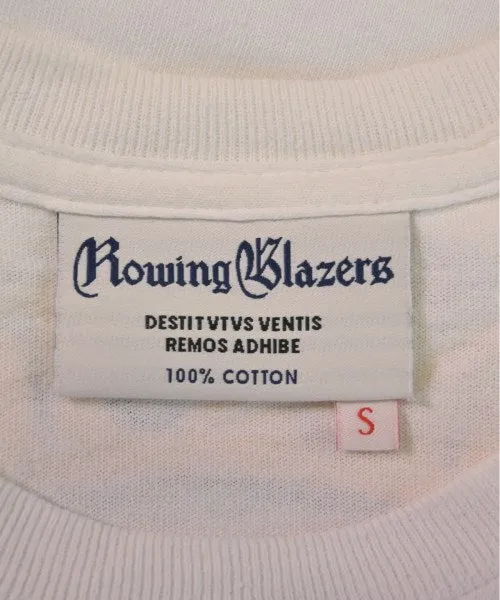 Rowing Blazers
DESTITVTVS VENTIS
REMOS ADHIBE
100% COTTON
S